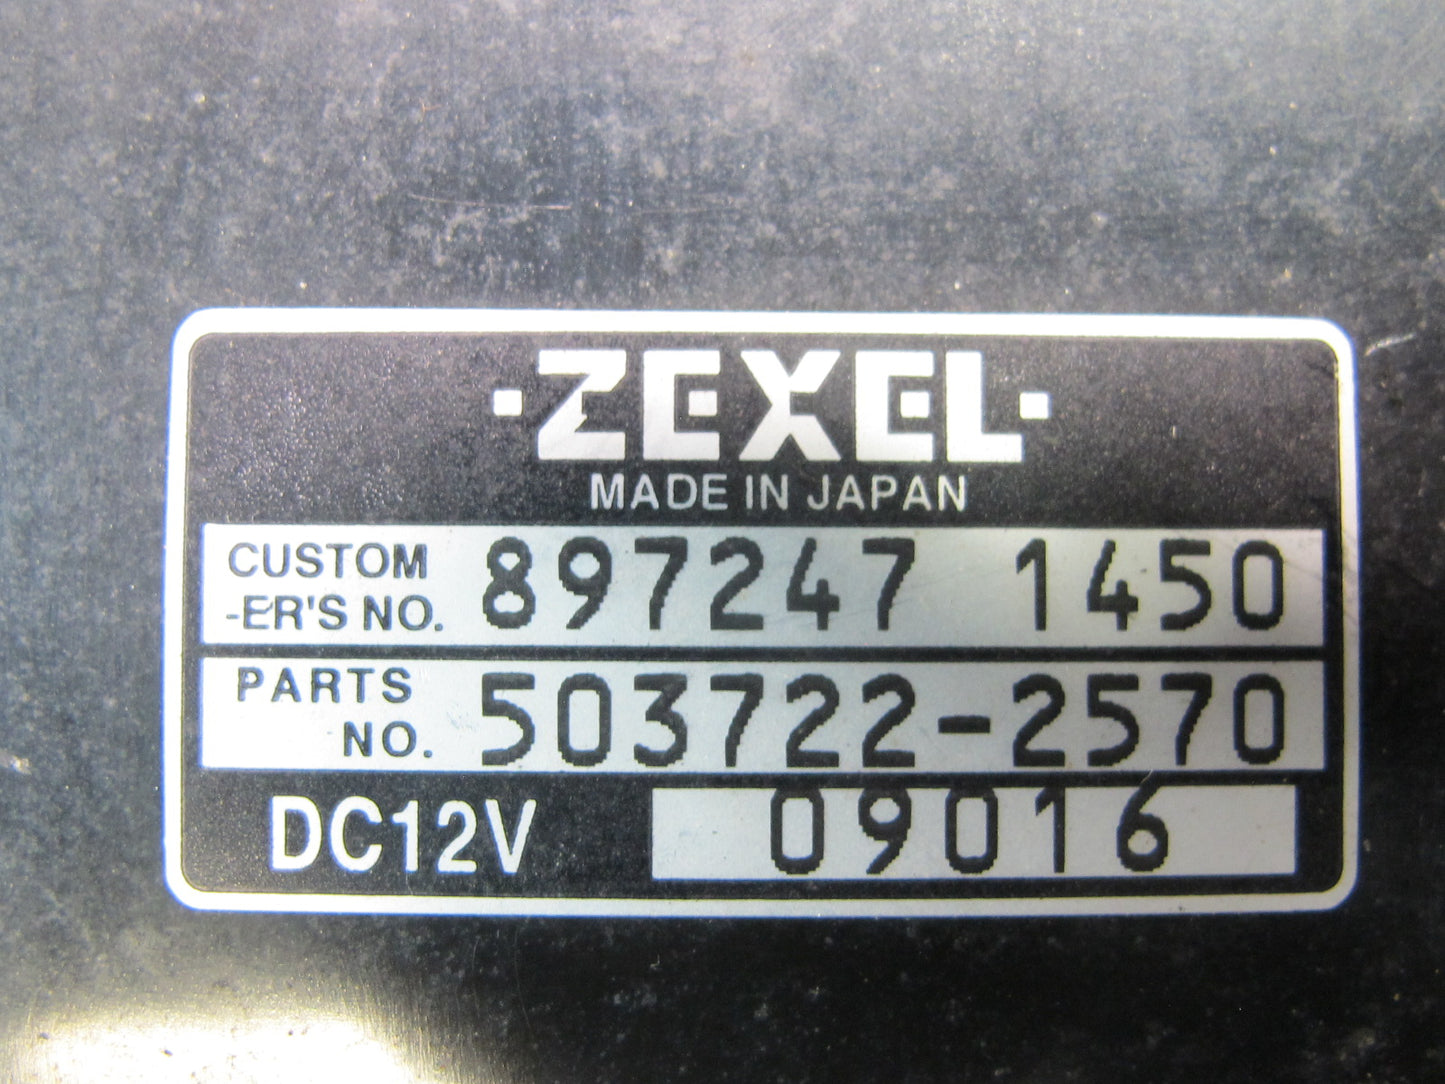 ·ZEXEL·
MADE IN JAPAN
CUSTOM
-ER'S NO. 897247 1450
PARTS
NO. 503722-2570
DC12V 09016